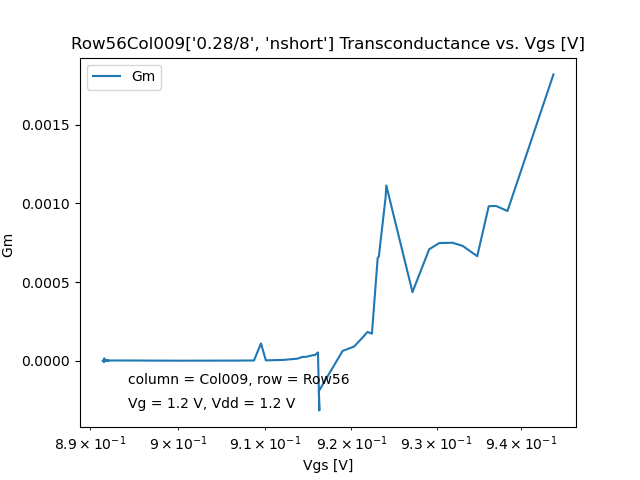 Row56Col009['0.28/8', 'nshort'] Transconductance vs. Vgs [V]
Gm
0.0015
0.0010
0.0005
0.0000
Gm
column = Col009, row = Row56
Vg = 1.2 V, Vdd = 1.2 V
8.9 × 10⁻¹ 9 × 10⁻¹ 9.1 × 10⁻¹ 9.2 × 10⁻¹ 9.3 × 10⁻¹ 9.4 × 10⁻¹
Vgs [V]